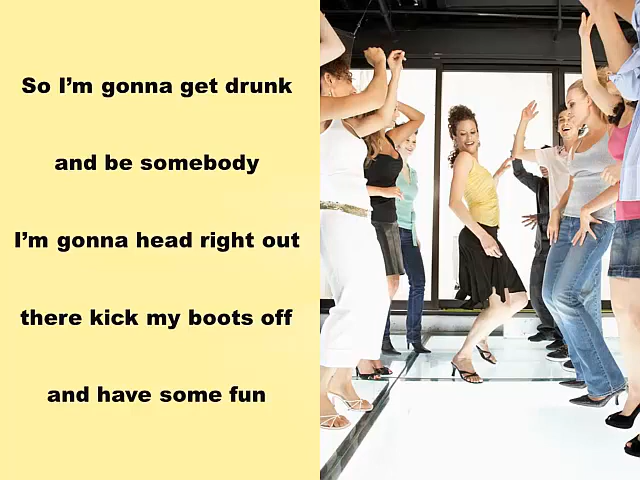 So I’m gonna get drunk
and be somebody
I’m gonna head right out
there kick my boots off
and have some fun